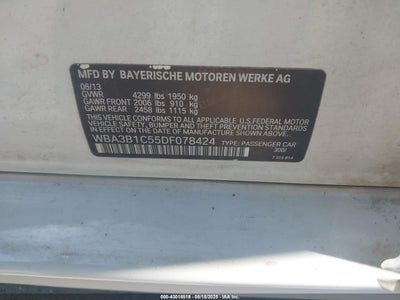 MFD BY BAYERISCHE MOTOREN WERKE AG
06/13
GVWR 4299 lbs 1950 kg
GAWR FRONT 2006 lbs 910 kg
GAWR REAR 2458 lbs 1115 kg
THIS VEHICLE CONFORMS TO ALL APPLICABLE U.S.FEDERAL MOTOR
VEHICLE SAFETY, BUMPER AND THEFT PREVENTION STANDARDS
IN EFFECT ON THE DATE OF MANUFACTURE SHOWN ABOVE.
WBA3B1C55DF078424 TYPE: PASSENGER CAR
300/
000-43018518 - 08/18/2025 - IAA Inc.